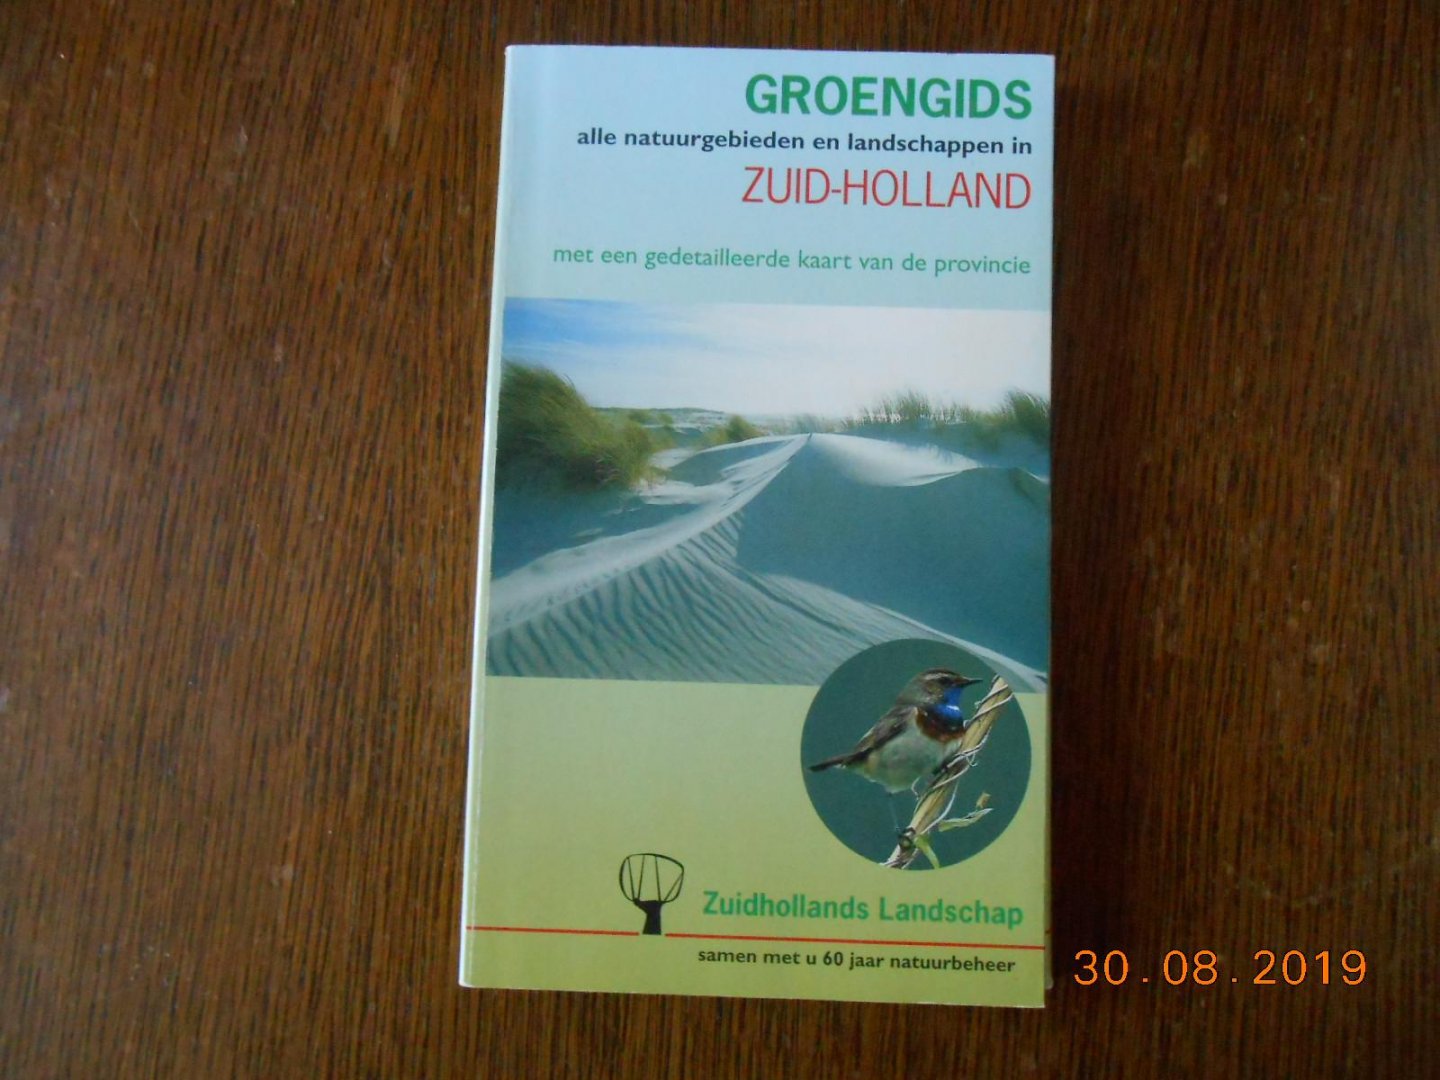 GROENGIDS
alle natuurgebieden en landschappen in
ZUID-HOLLAND
met een gedetailleerde kaart van de provincie
Zuidhollands Landschap
samen met u 60 jaar natuurbeheer
30.08.2019